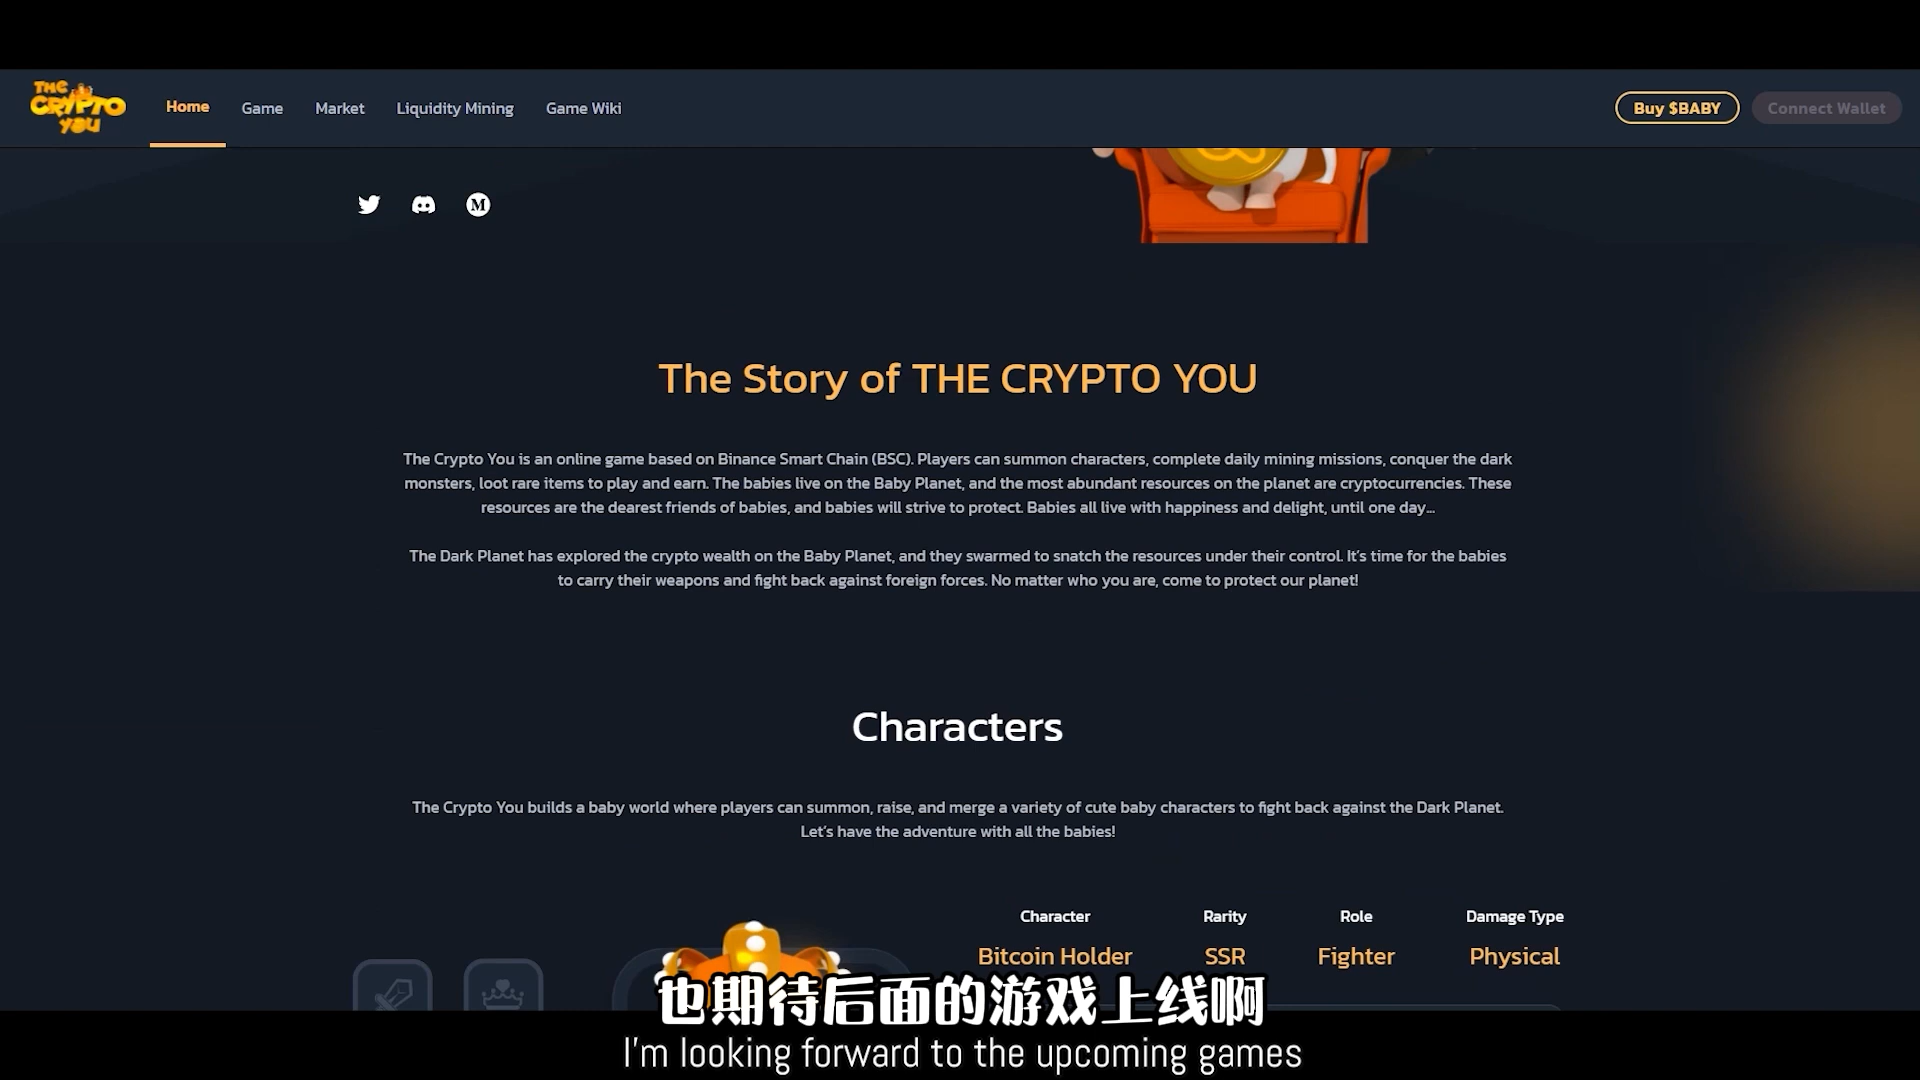 THE CRYPTO YOU
Home
Game
Market
Liquidity Mining
Game Wiki
Buy $BABY
Connect Wallet
M
The Story of THE CRYPTO YOU
The Crypto You is an online game based on Binance Smart Chain (BSC). Players can summon characters, complete daily mining missions, conquer the dark
monsters, loot rare items to play and earn. The babies live on the Baby Planet, and the most abundant resources on the planet are cryptocurrencies. These
resources are the dearest friends of babies, and babies will strive to protect. Babies all live with happiness and delight, until one day...
The Dark Planet has explored the crypto wealth on the Baby Planet, and they swarmed to snatch the resources under their control. It's time for the babies
to carry their weapons and fight back against foreign forces. No matter who you are, come to protect our planet!
Characters
The Crypto You builds a baby world where players can summon, raise, and merge a variety of cute baby characters to fight back against the Dark Planet.
Let's have the adventure with all the babies!
Character Rarity Role Damage Type
Bitcoin Holder SSR Fighter Physical
也期待后面的游戏上线啊
I'm looking forward to the upcoming games